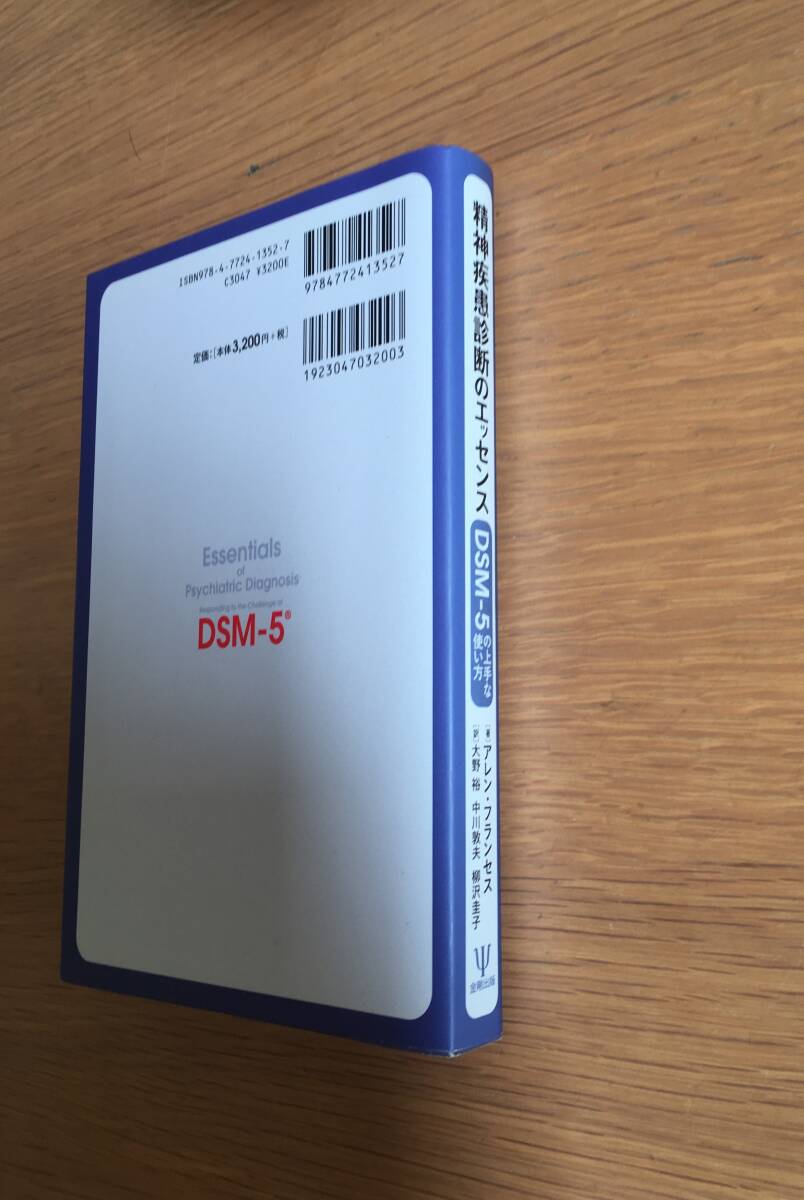 ISBN978-4-7724-1352-7
C3047 ¥3200E
9784772413527
定価:[本体3,200円+税]
1923047032003
Essentials
of
Psychiatric Diagnosis
Responding to the Challenge of
DSM-5®
精神疾患診断のエッセンス
DSM-5の上手な
使い方
[著]アレン・フランセス
[訳]大野 裕 中川敦夫 柳沢圭子
Ψ
金剛出版